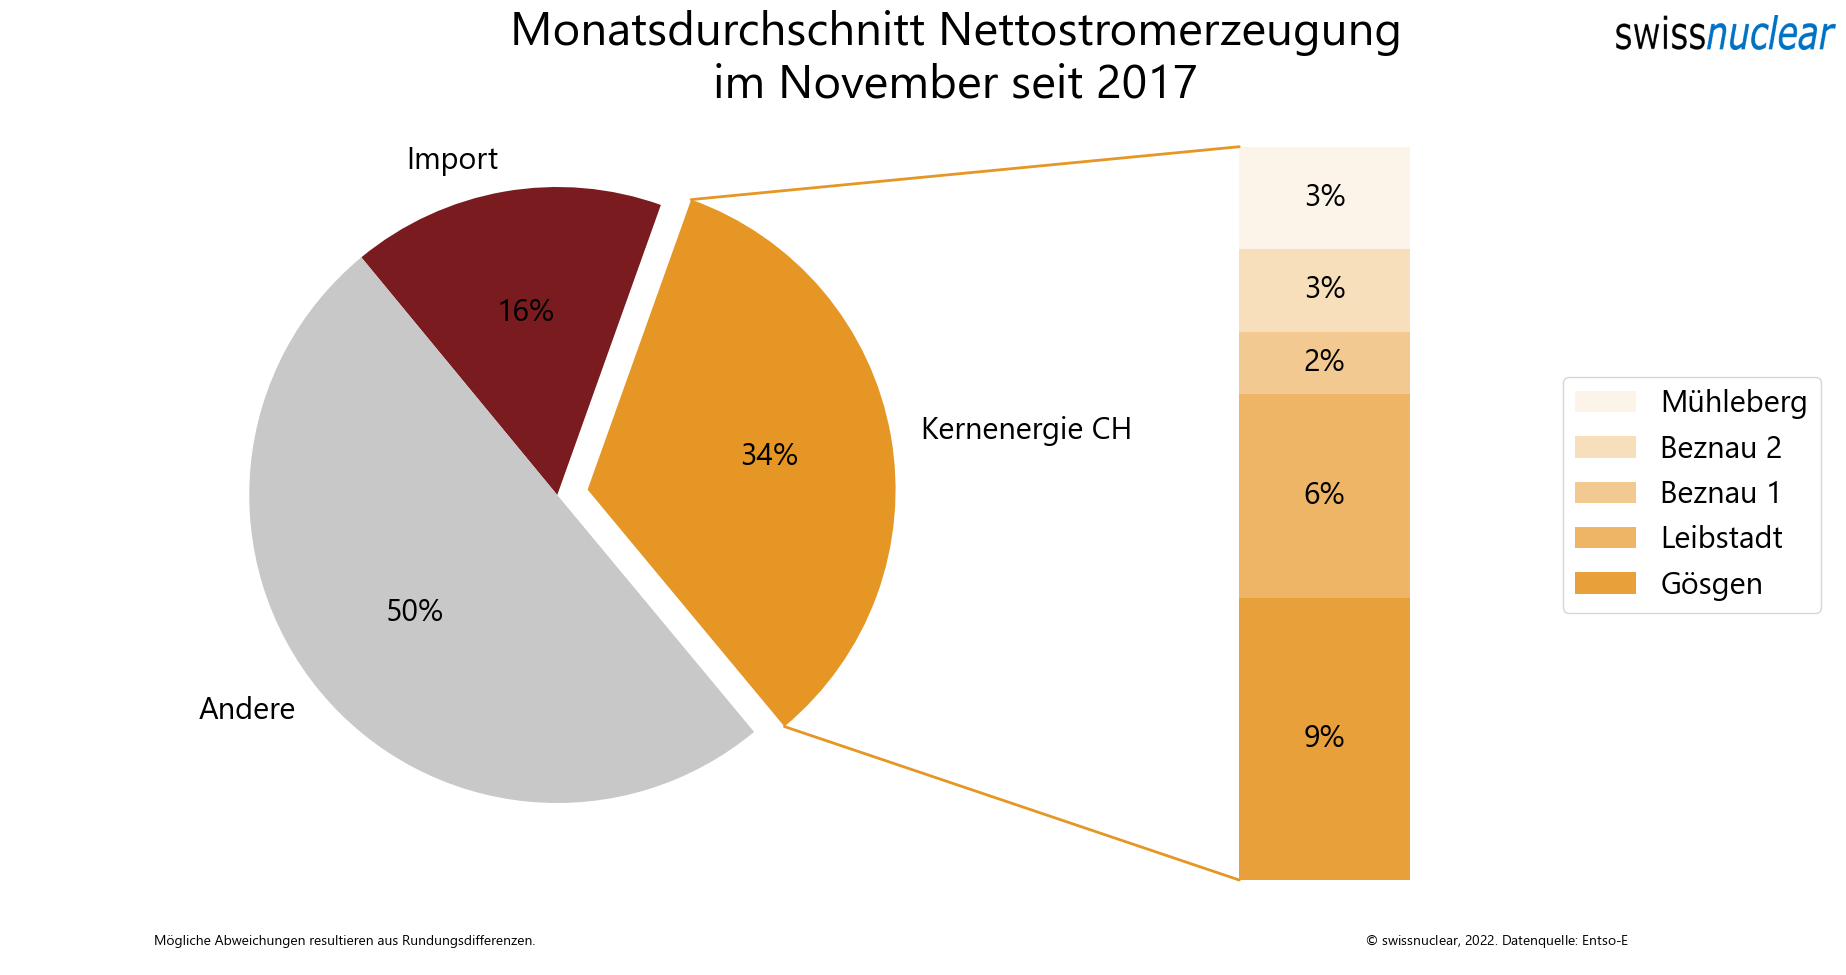 Monatsdurchschnitt Nettostromerzeugung
im November seit 2017
swissnuclear
Import
16%
34%
Kernenergie CH
50%
Andere
3%
3%
2%
6%
9%
Mühleberg
Beznau 2
Beznau 1
Leibstadt
Gösgen
Mögliche Abweichungen resultieren aus Rundungsdifferenzen.
© swissnuclear, 2022. Datenquelle: Entso-E